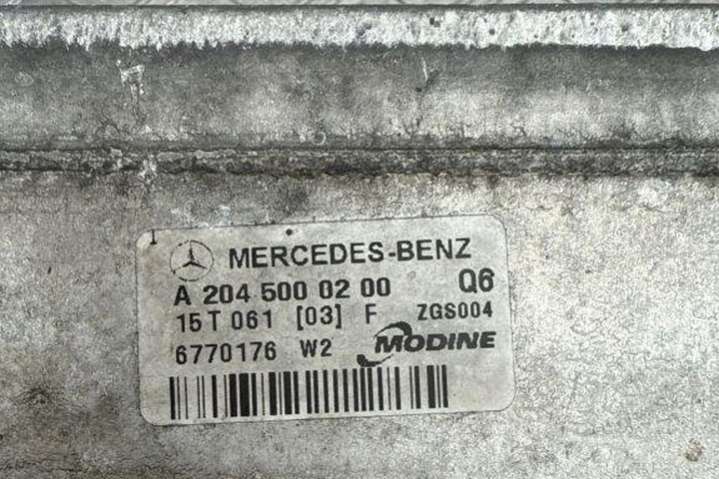 MERCEDES-BENZ
A 204 500 02 00 Q6
15 T 061 [03] F ZGS004
6770176 W2 MODINE